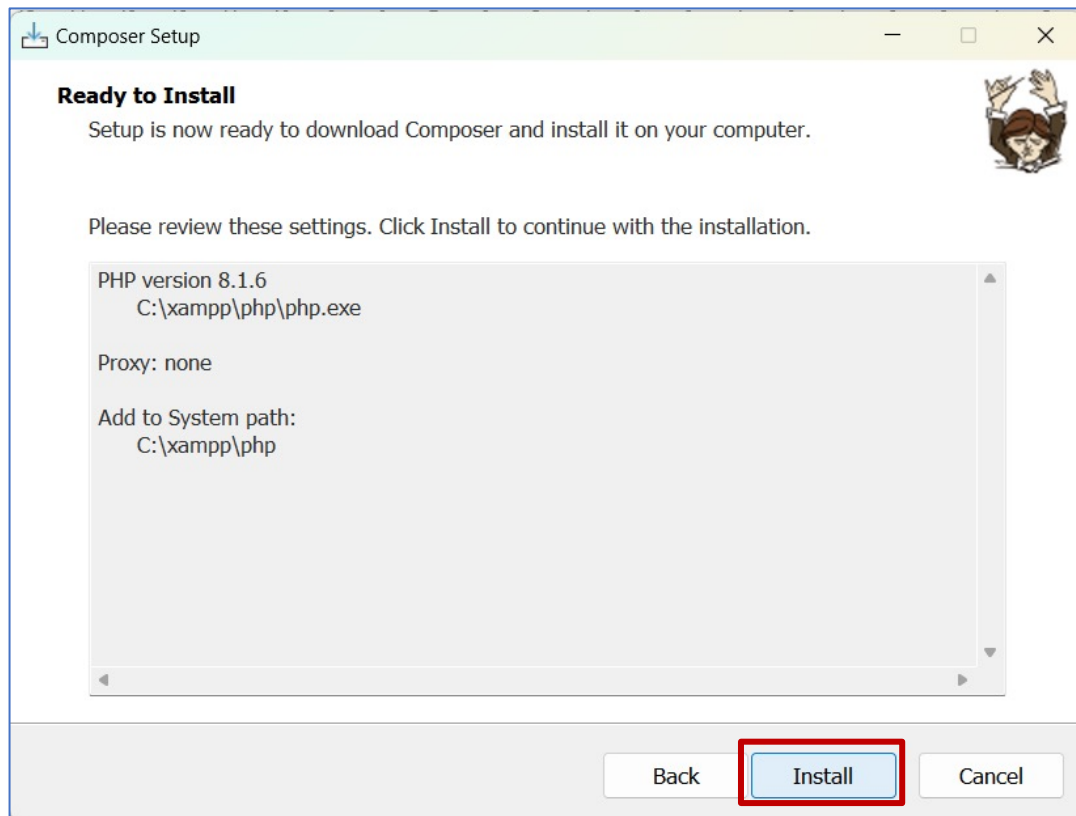 Composer Setup
Ready to Install
Setup is now ready to download Composer and install it on your computer.
Please review these settings. Click Install to continue with the installation.
PHP version 8.1.6
C:\xampp\php\php.exe
Proxy: none
Add to System path:
C:\xampp\php
Back
Install
Cancel